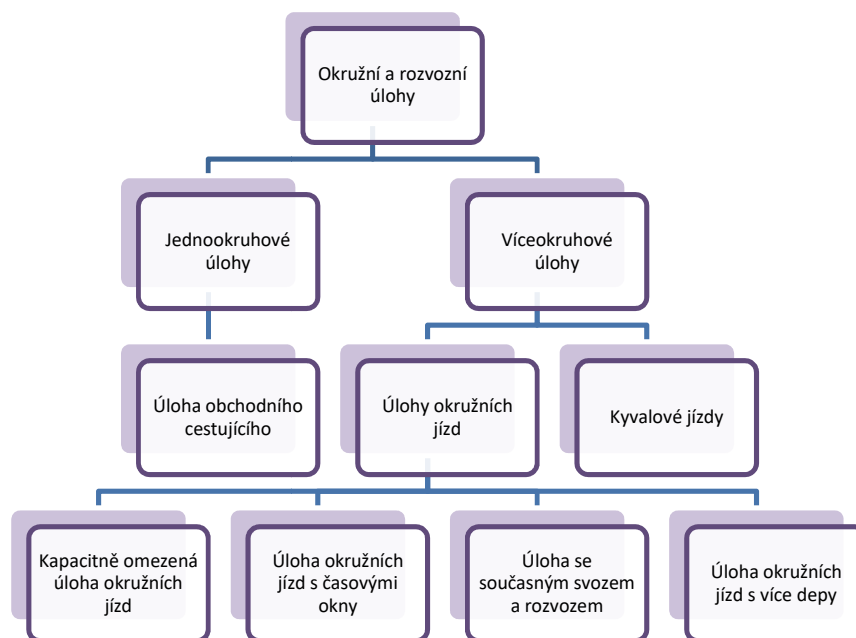 Okružní a rozvozní
úlohy
Jednookruhové
úlohy
Víceokruhové
úlohy
Úloha obchodního
cestujícího
Úlohy okružních
jízd
Kyvalové jízdy
Kapacitně omezená
úloha okružních
jízd
Úloha okružních
jízd s časovými
okny
Úloha se
současným svozem
a rozvozem
Úloha okružních
jízd s více depy